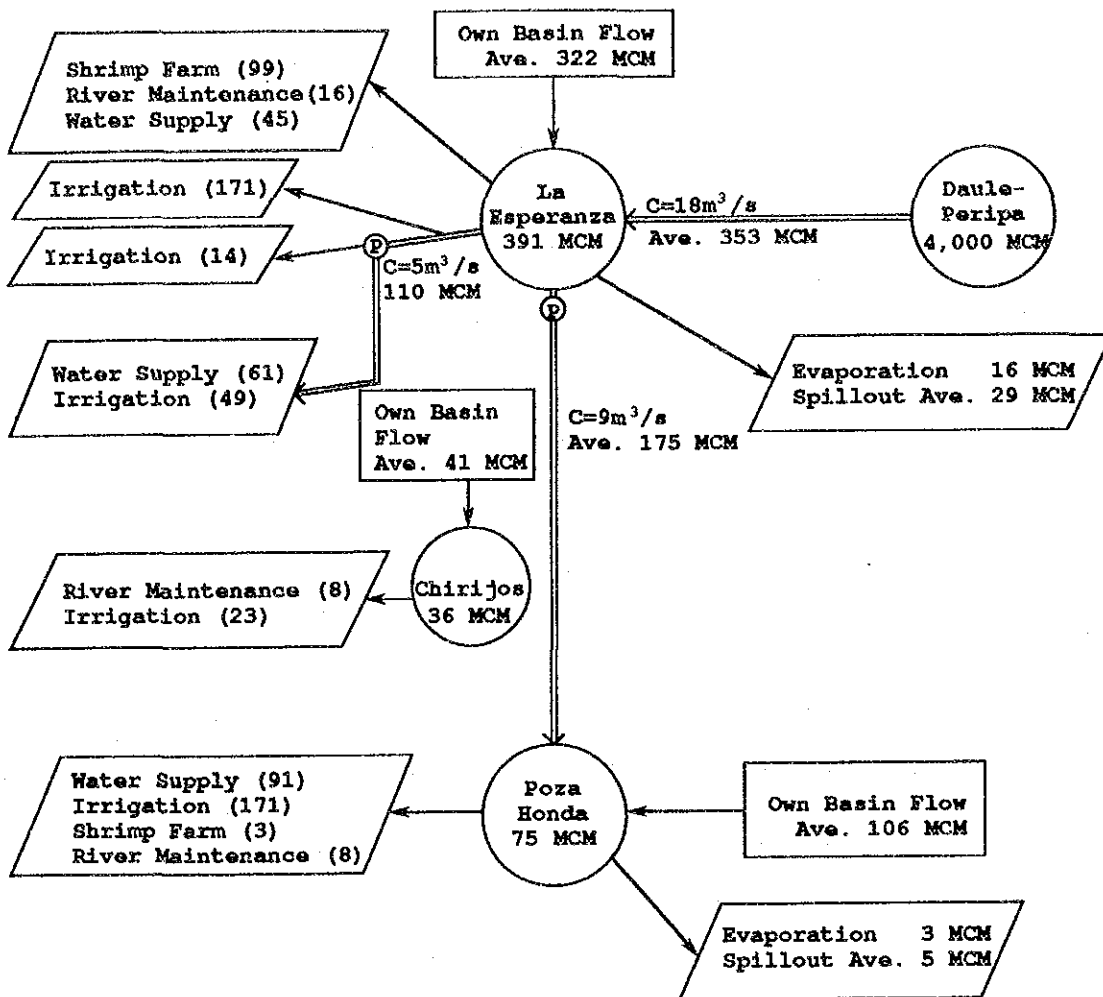 Own Basin Flow
Ave. 322 MCM
Shrimp Farm (99)
River Maintenance(16)
Water Supply (45)
Irrigation (171)
Irrigation (14)
La
Esperanza
391 MCM
C=18m³/s
Ave. 353 MCM
Daule-
Peripa
4,000 MCM
P
C=5m³/s
110 MCM
P
Water Supply (61)
Irrigation (49)
Evaporation 16 MCM
Spillout Ave. 29 MCM
C=9m³/s
Ave. 175 MCM
Own Basin
Flow
Ave. 41 MCM
Chirijos
36 MCM
River Maintenance (8)
Irrigation (23)
Water Supply (91)
Irrigation (171)
Shrimp Farm (3)
River Maintenance (8)
Poza
Honda
75 MCM
Own Basin Flow
Ave. 106 MCM
Evaporation 3 MCM
Spillout Ave. 5 MCM